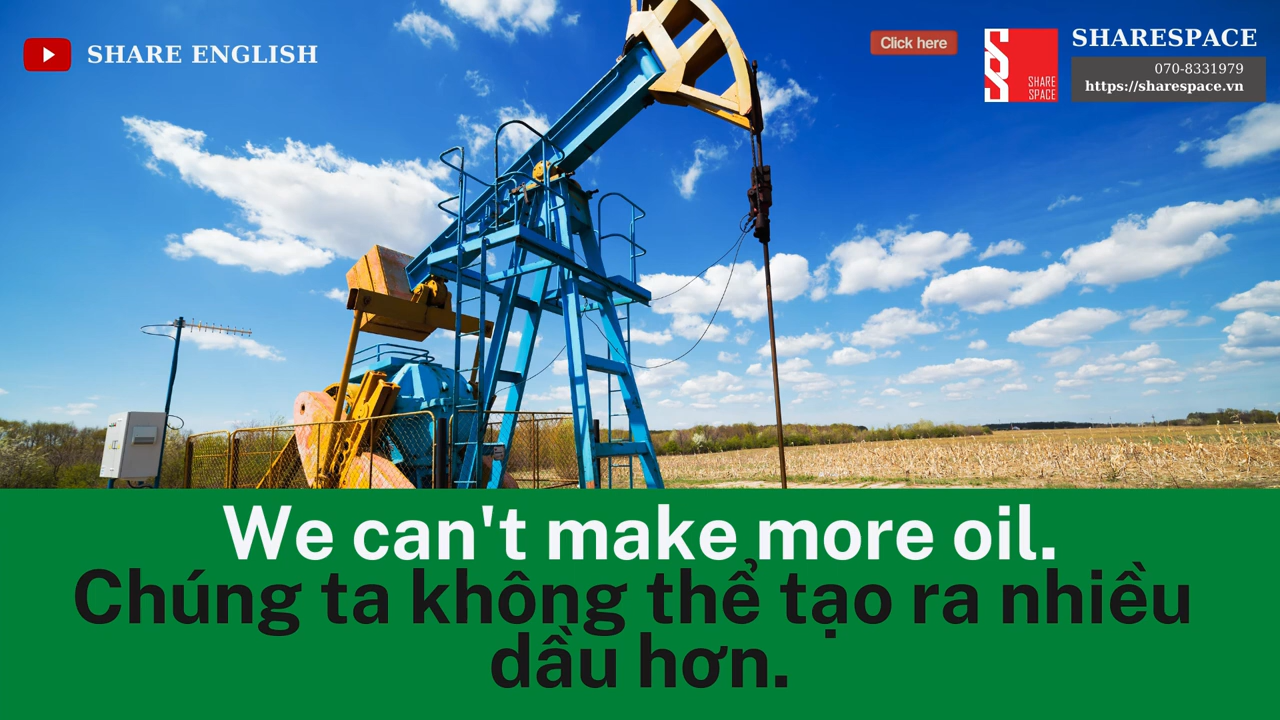 SHARE ENGLISH
Click here
SHARE
SPACE
SHARESPACE
070-8331979
https://sharespace.vn
We can't make more oil.
Chúng ta không thể tạo ra nhiều
dầu hơn.